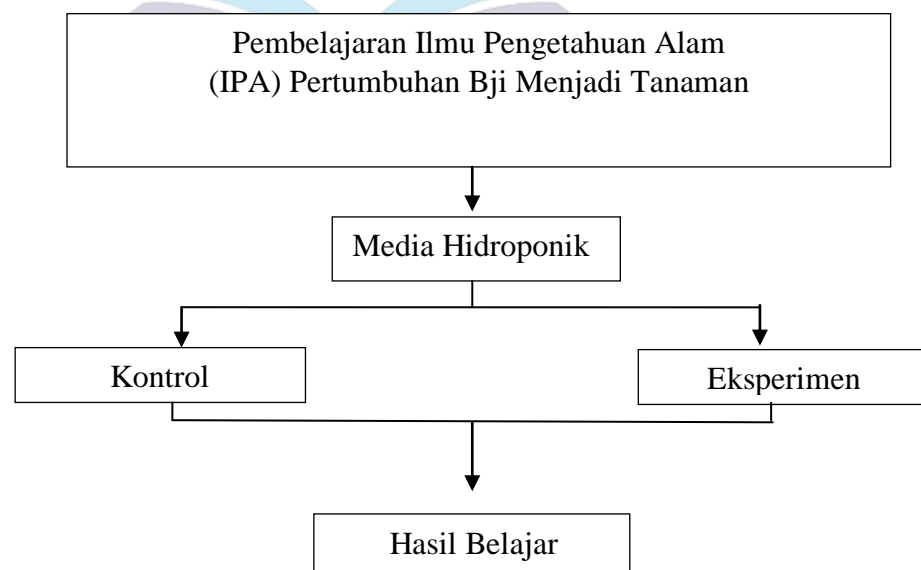 Pembelajaran Ilmu Pengetahuan Alam
(IPA) Pertumbuhan Bji Menjadi Tanaman
Media Hidroponik
Kontrol
Eksperimen
Hasil Belajar